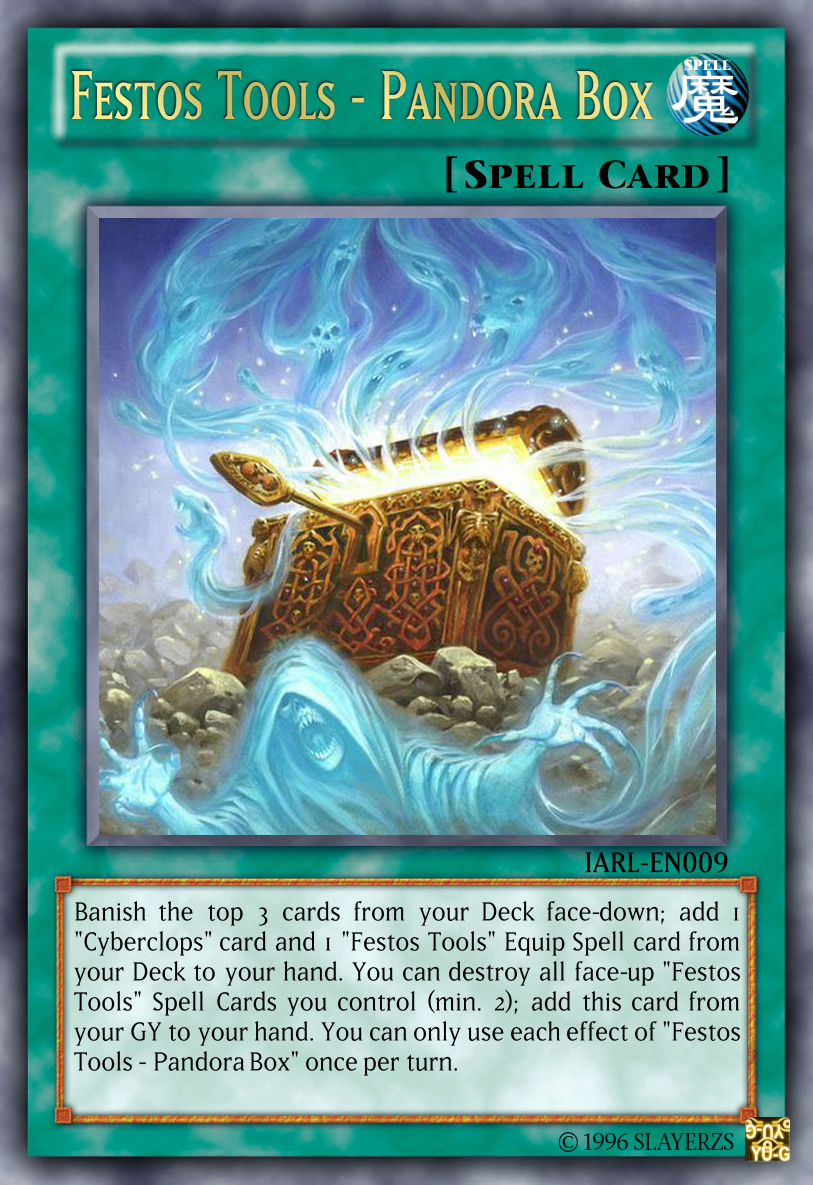 Festos Tools - Pandora Box
SPELL
魔
[Spell Card]
IARL-EN009
Banish the top 3 cards from your Deck face-down; add 1
"Cyberclops" card and 1 "Festos Tools" Equip Spell card from
your Deck to your hand. You can destroy all face-up "Festos
Tools" Spell Cards you control (min. 2); add this card from
your GY to your hand. You can only use each effect of "Festos
Tools - Pandora Box" once per turn.
© 1996 SLAYERZS
YU-G